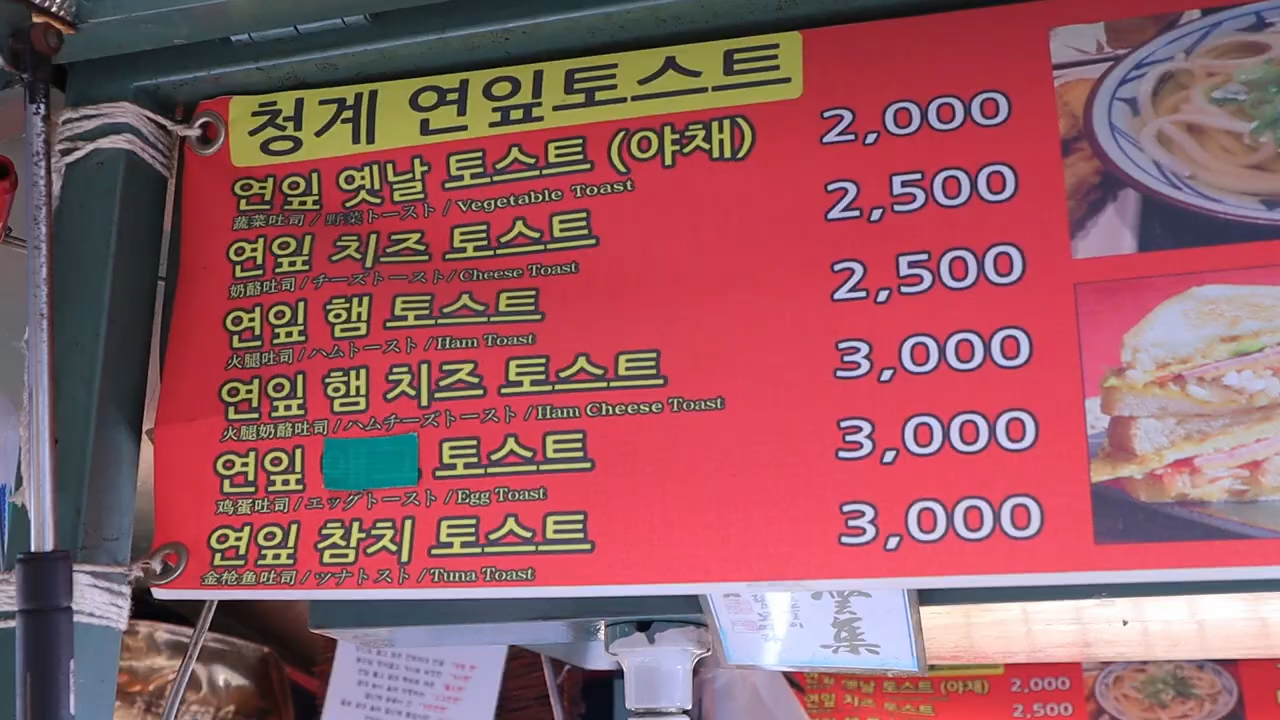 청계 연잎토스트
연잎 옛날 토스트 (야채) 2,000
蔬菜吐司 / 野菜トースト / Vegetable Toast
연잎 치즈 토스트 2,500
奶酪吐司 / チーズトースト / Cheese Toast
연잎 햄 토스트 2,500
火腿吐司 / ハムトースト / Ham Toast
연잎 햄 치즈 토스트 3,000
火腿奶酪吐司 / ハムチーズトースト / Ham Cheese Toast
연잎 토스트 3,000
鸡蛋吐司 / エッグトースト / Egg Toast
연잎 참치 토스트 3,000
金枪鱼吐司 / ツナトスト / Tuna Toast
연잎 옛날 토스트 (야채) 2,000
연잎 치즈 토스트 2,500